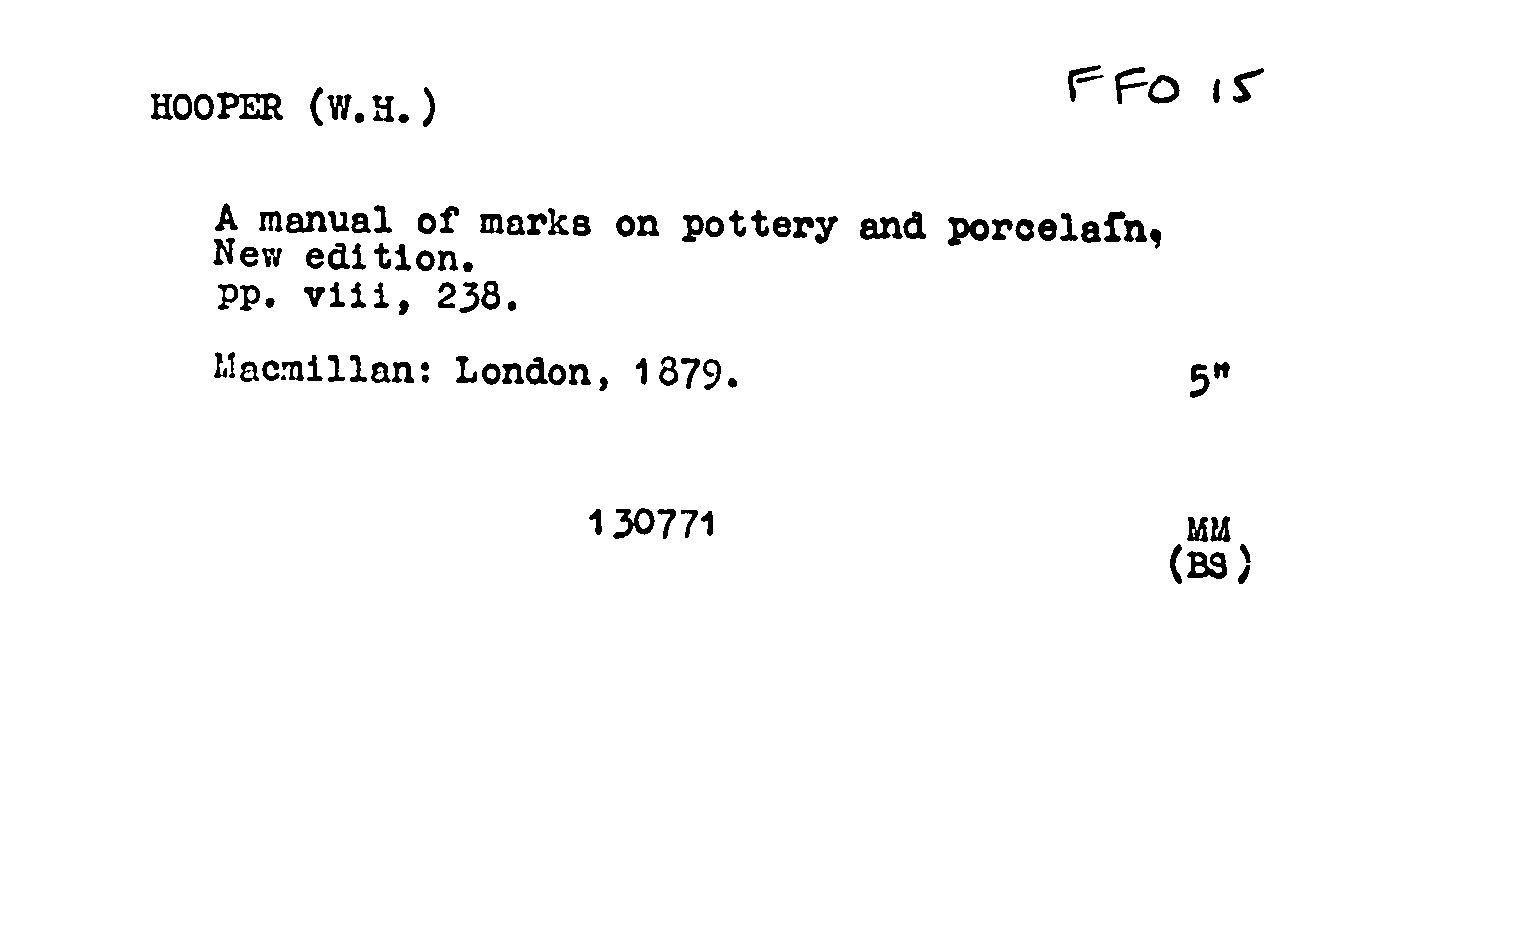 HOOPER (W.H.)
FFO 15
A manual of marks on pottery and porcelain,
New edition.
pp. viii, 238.
Macmillan: London, 1879.
5"
130771
MM
(BS)